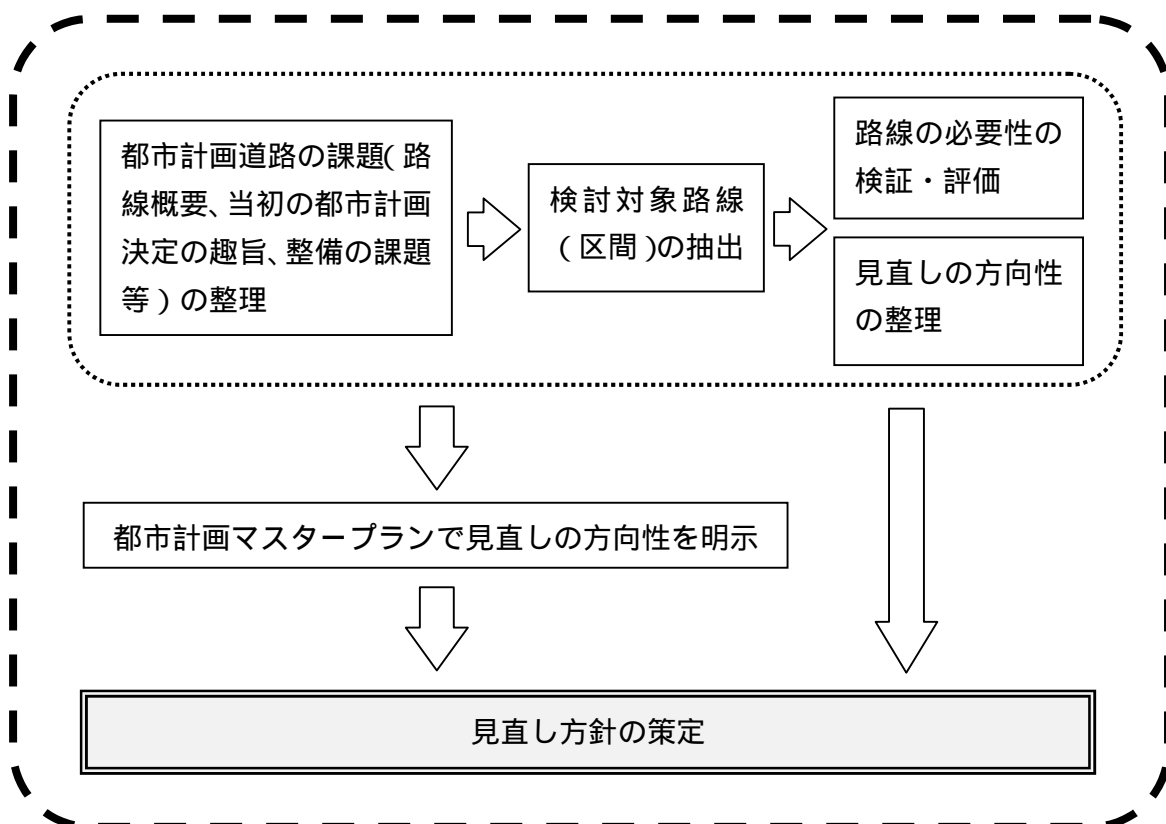 都市計画道路の課題(路
線概要、当初の都市計画
決定の趣旨、整備の課題
等)の整理
検討対象路線
(区間)の抽出
路線の必要性の
検証・評価
見直しの方向性
の整理
都市計画マスタープランで見直しの方向性を明示
見直し方針の策定